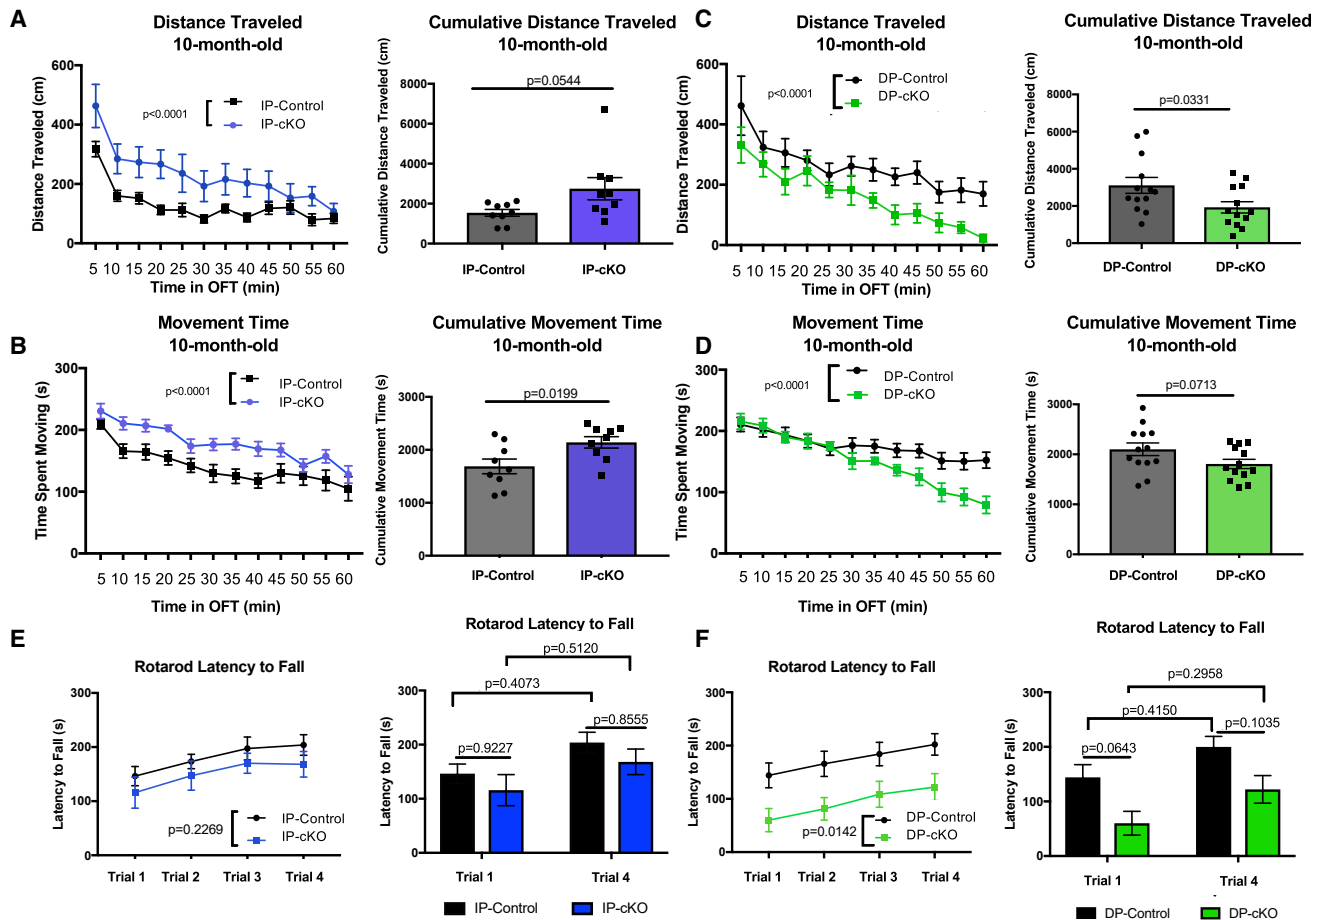 A
Distance Traveled
10-month-old
Distance Traveled (cm)
600
400
200
0
p<0.0001
IP-Control
IP-cKO
5 10 15 20 25 30 35 40 45 50 55 60
Time in OFT (min)
Cumulative Distance Traveled
10-month-old
Cumulative Distance Traveled (cm)
8000
6000
4000
2000
0
p=0.0544
IP-Control IP-cKO
C
Distance Traveled
10-month-old
Distance Traveled (cm)
600
400
200
0
p<0.0001
DP-Control
DP-cKO
5 10 15 20 25 30 35 40 45 50 55 60
Time in OFT (min)
Cumulative Distance Traveled
10-month-old
Cumulative Distance Traveled (cm)
8000
6000
4000
2000
0
p=0.0331
DP-Control DP-cKO
B
Movement Time
10-month-old
Time Spent Moving (s)
300
200
100
0
p<0.0001
IP-Control
IP-cKO
5 10 15 20 25 30 35 40 45 50 55 60
Time in OFT (min)
Cumulative Movement Time
10-month-old
Cumulative Movement Time (s)
3000
2000
1000
0
p=0.0199
IP-Control IP-cKO
D
Movement Time
10-month-old
Time Spent Moving (s)
300
200
100
0
p<0.0001
DP-Control
DP-cKO
5 10 15 20 25 30 35 40 45 50 55 60
Time in OFT (min)
Cumulative Movement Time
10-month-old
Cumulative Movement Time (s)
3000
2000
1000
0
p=0.0713
DP-Control DP-cKO
E
Rotarod Latency to Fall
Latency to Fall (s)
300
200
100
0
p=0.2269
IP-Control
IP-cKO
Trial 1 Trial 2 Trial 3 Trial 4
Rotarod Latency to Fall
Latency to Fall (s)
300
200
100
0
p=0.5120
p=0.4073
p=0.8555
p=0.9227
Trial 1 Trial 4
IP-Control IP-cKO
F
Rotarod Latency to Fall
Latency to Fall (s)
300
200
100
0
p=0.0142
DP-Control
DP-cKO
Trial 1 Trial 2 Trial 3 Trial 4
Rotarod Latency to Fall
Latency to Fall (s)
300
200
100
0
p=0.2958
p=0.4150
p=0.1035
p=0.0643
Trial 1 Trial 4
DP-Control DP-cKO